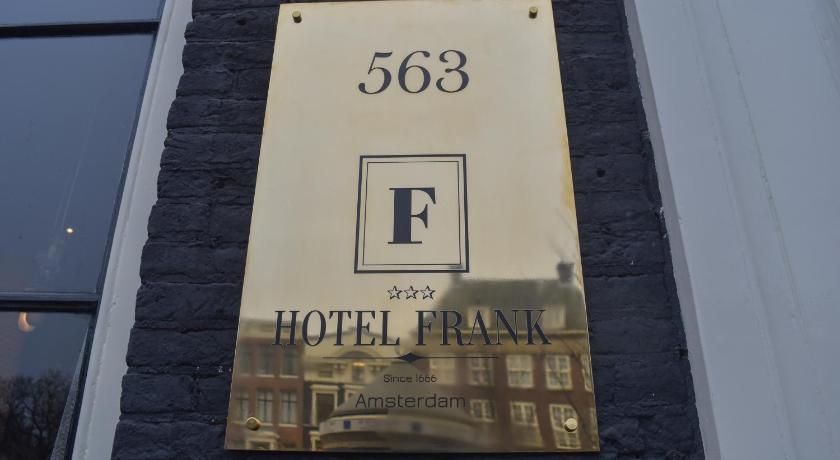 563
F
HOTEL FRANK
Since 1666
Amsterdam